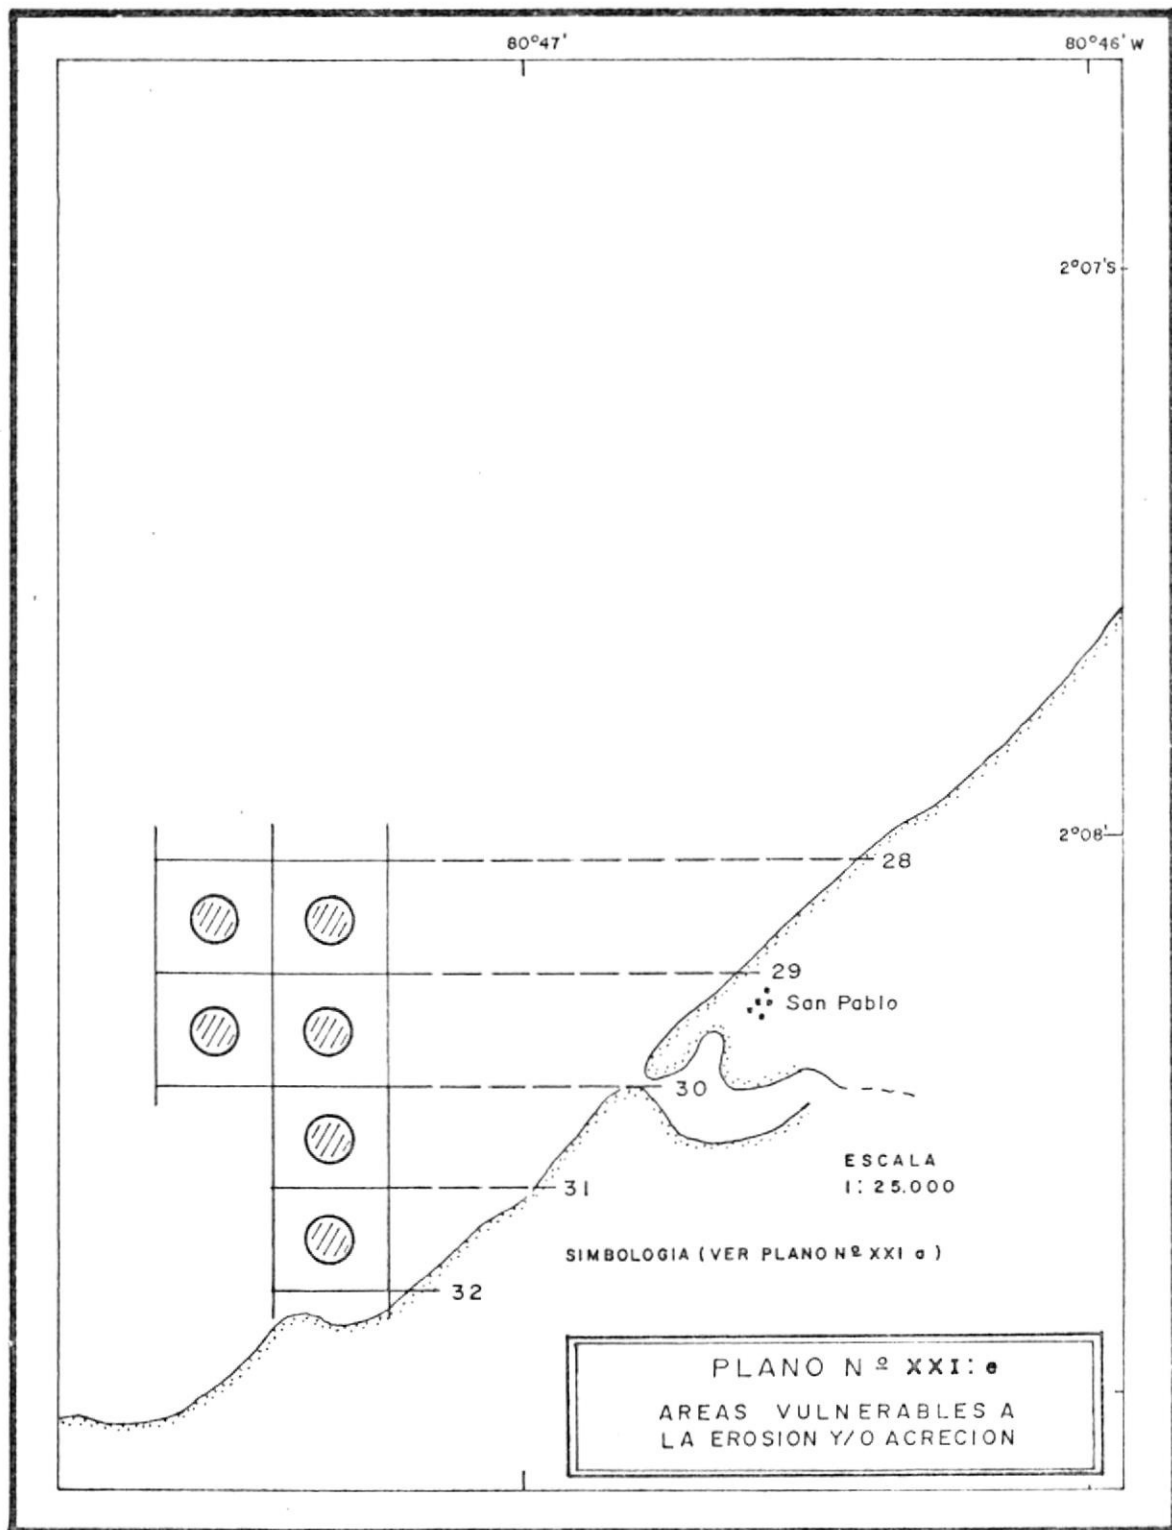 80°47'
80°46' W
2°07'S
2°08'
28
29
San Pablo
30
ESCALA
1: 25.000
31
SIMBOLOGIA (VER PLANO Nº XXI a)
32
PLANO Nº XXI: e
AREAS VULNERABLES A
LA EROSION Y/O ACRECION